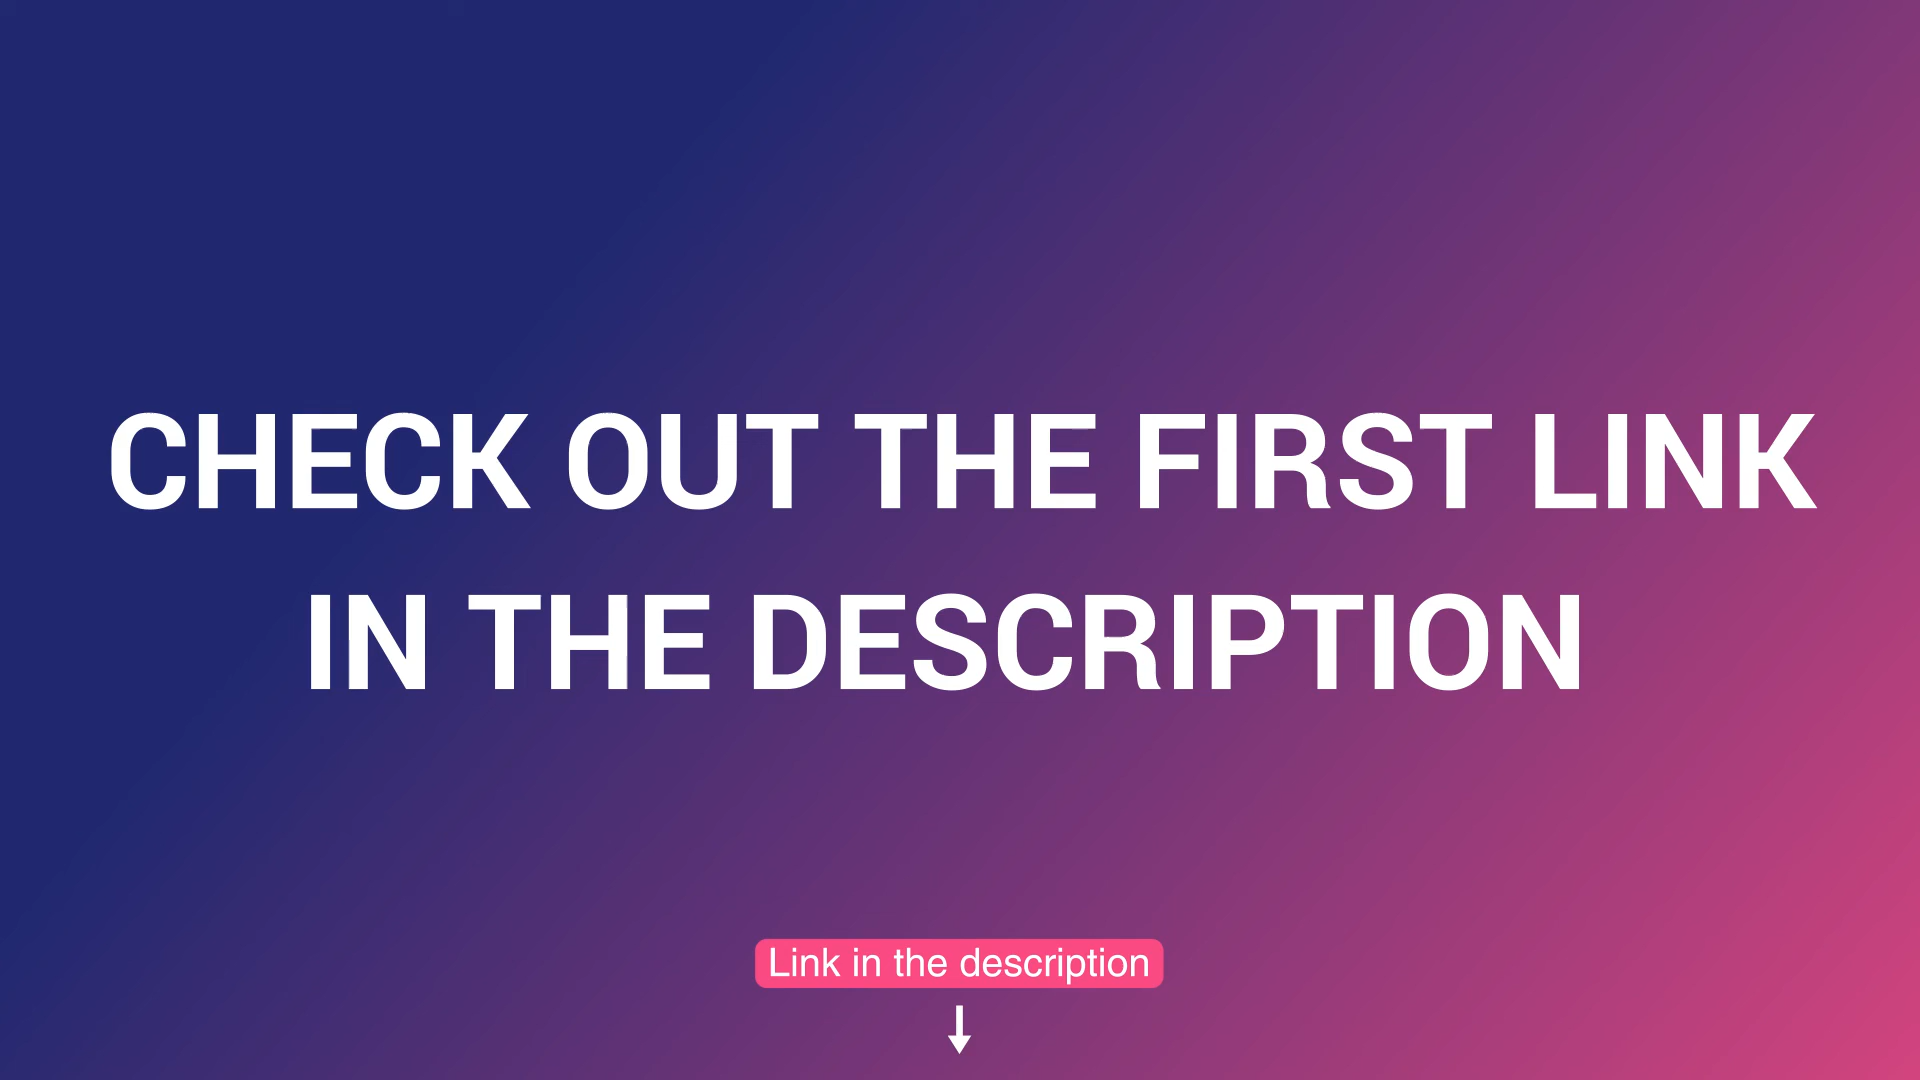 CHECK OUT THE FIRST LINK
IN THE DESCRIPTION
Link in the description